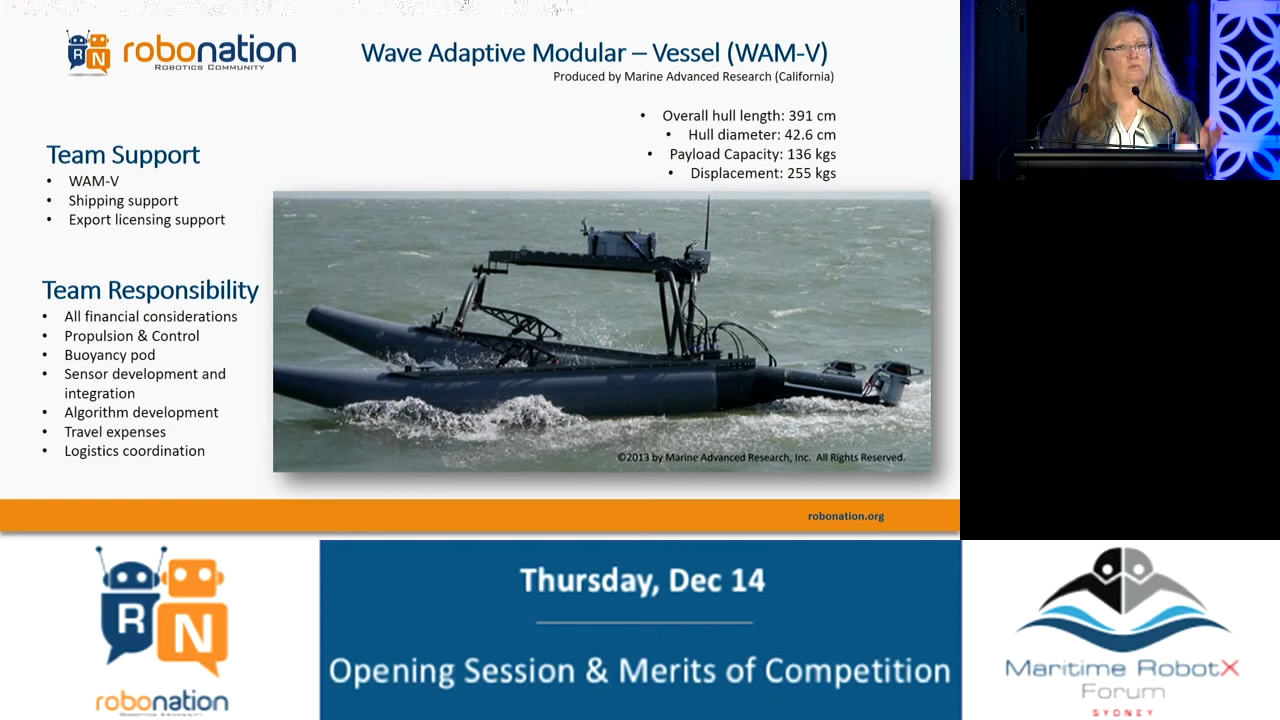 robonation
ROBOTICS COMMUNITY
Wave Adaptive Modular – Vessel (WAM-V)
Produced by Marine Advanced Research (California)
• Overall hull length: 391 cm
• Hull diameter: 42.6 cm
• Payload Capacity: 136 kgs
• Displacement: 255 kgs
Team Support
• WAM-V
• Shipping support
• Export licensing support
Team Responsibility
• All financial considerations
• Propulsion & Control
• Buoyancy pod
• Sensor development and
integration
• Algorithm development
• Travel expenses
• Logistics coordination
©2013 by Marine Advanced Research, Inc. All Rights Reserved.
robonation.org
R N
robonation
Thursday, Dec 14
Opening Session & Merits of Competition
Maritime RobotX
Forum
SYDNEY